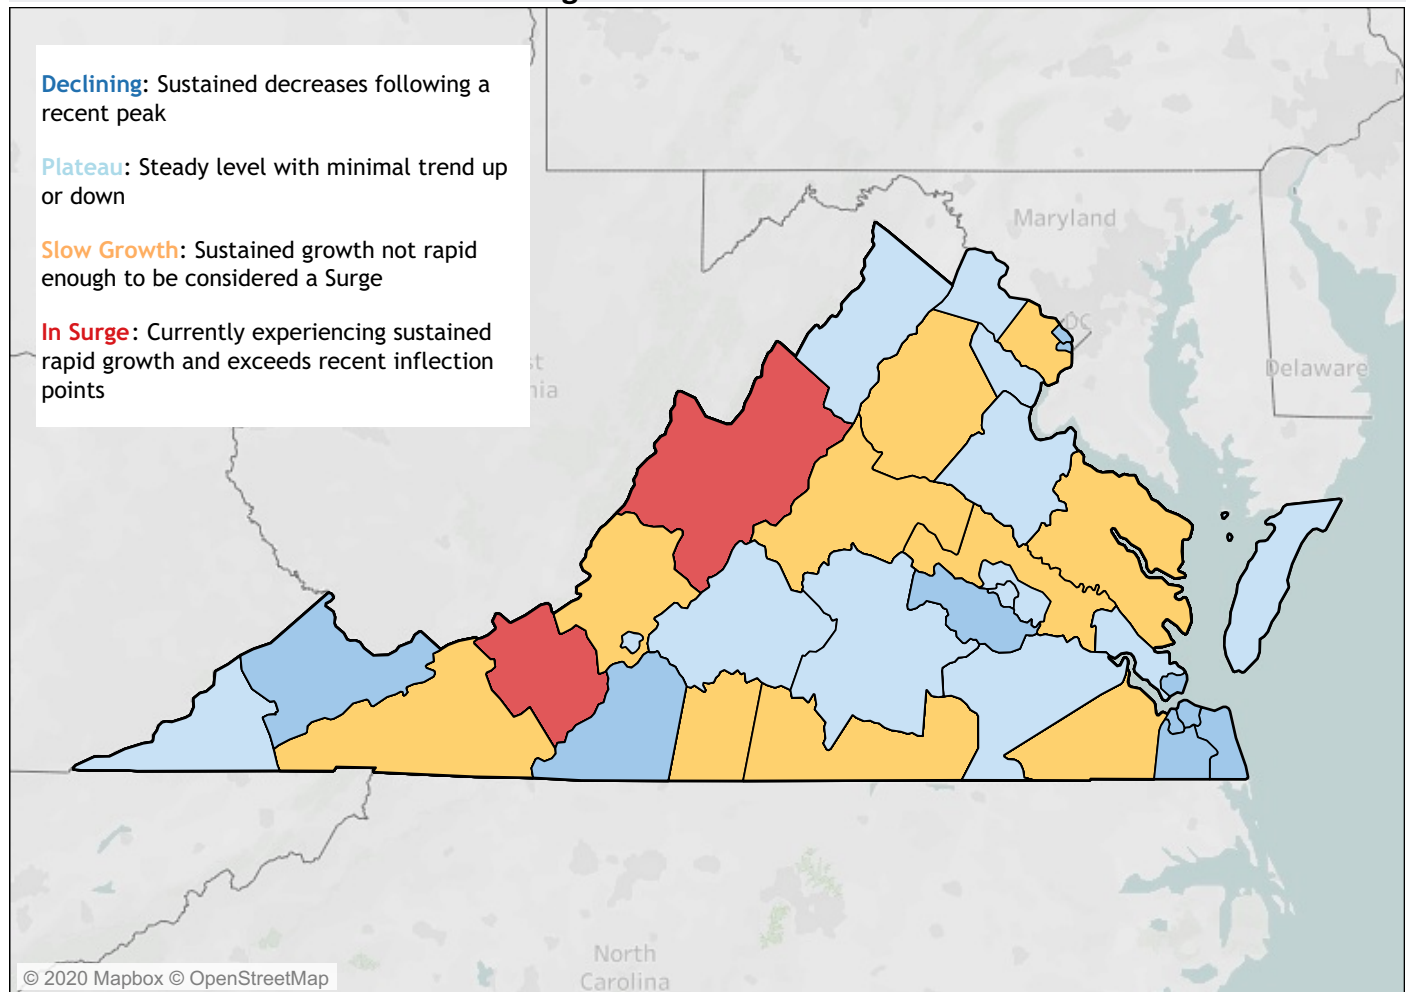 Declining: Sustained decreases following a
recent peak
Plateau: Steady level with minimal trend up
or down
Slow Growth: Sustained growth not rapid
enough to be considered a Surge
In Surge: Currently experiencing sustained
rapid growth and exceeds recent inflection
points
Maryland
DC
Delaware
North
Carolina
© 2020 Mapbox © OpenStreetMap